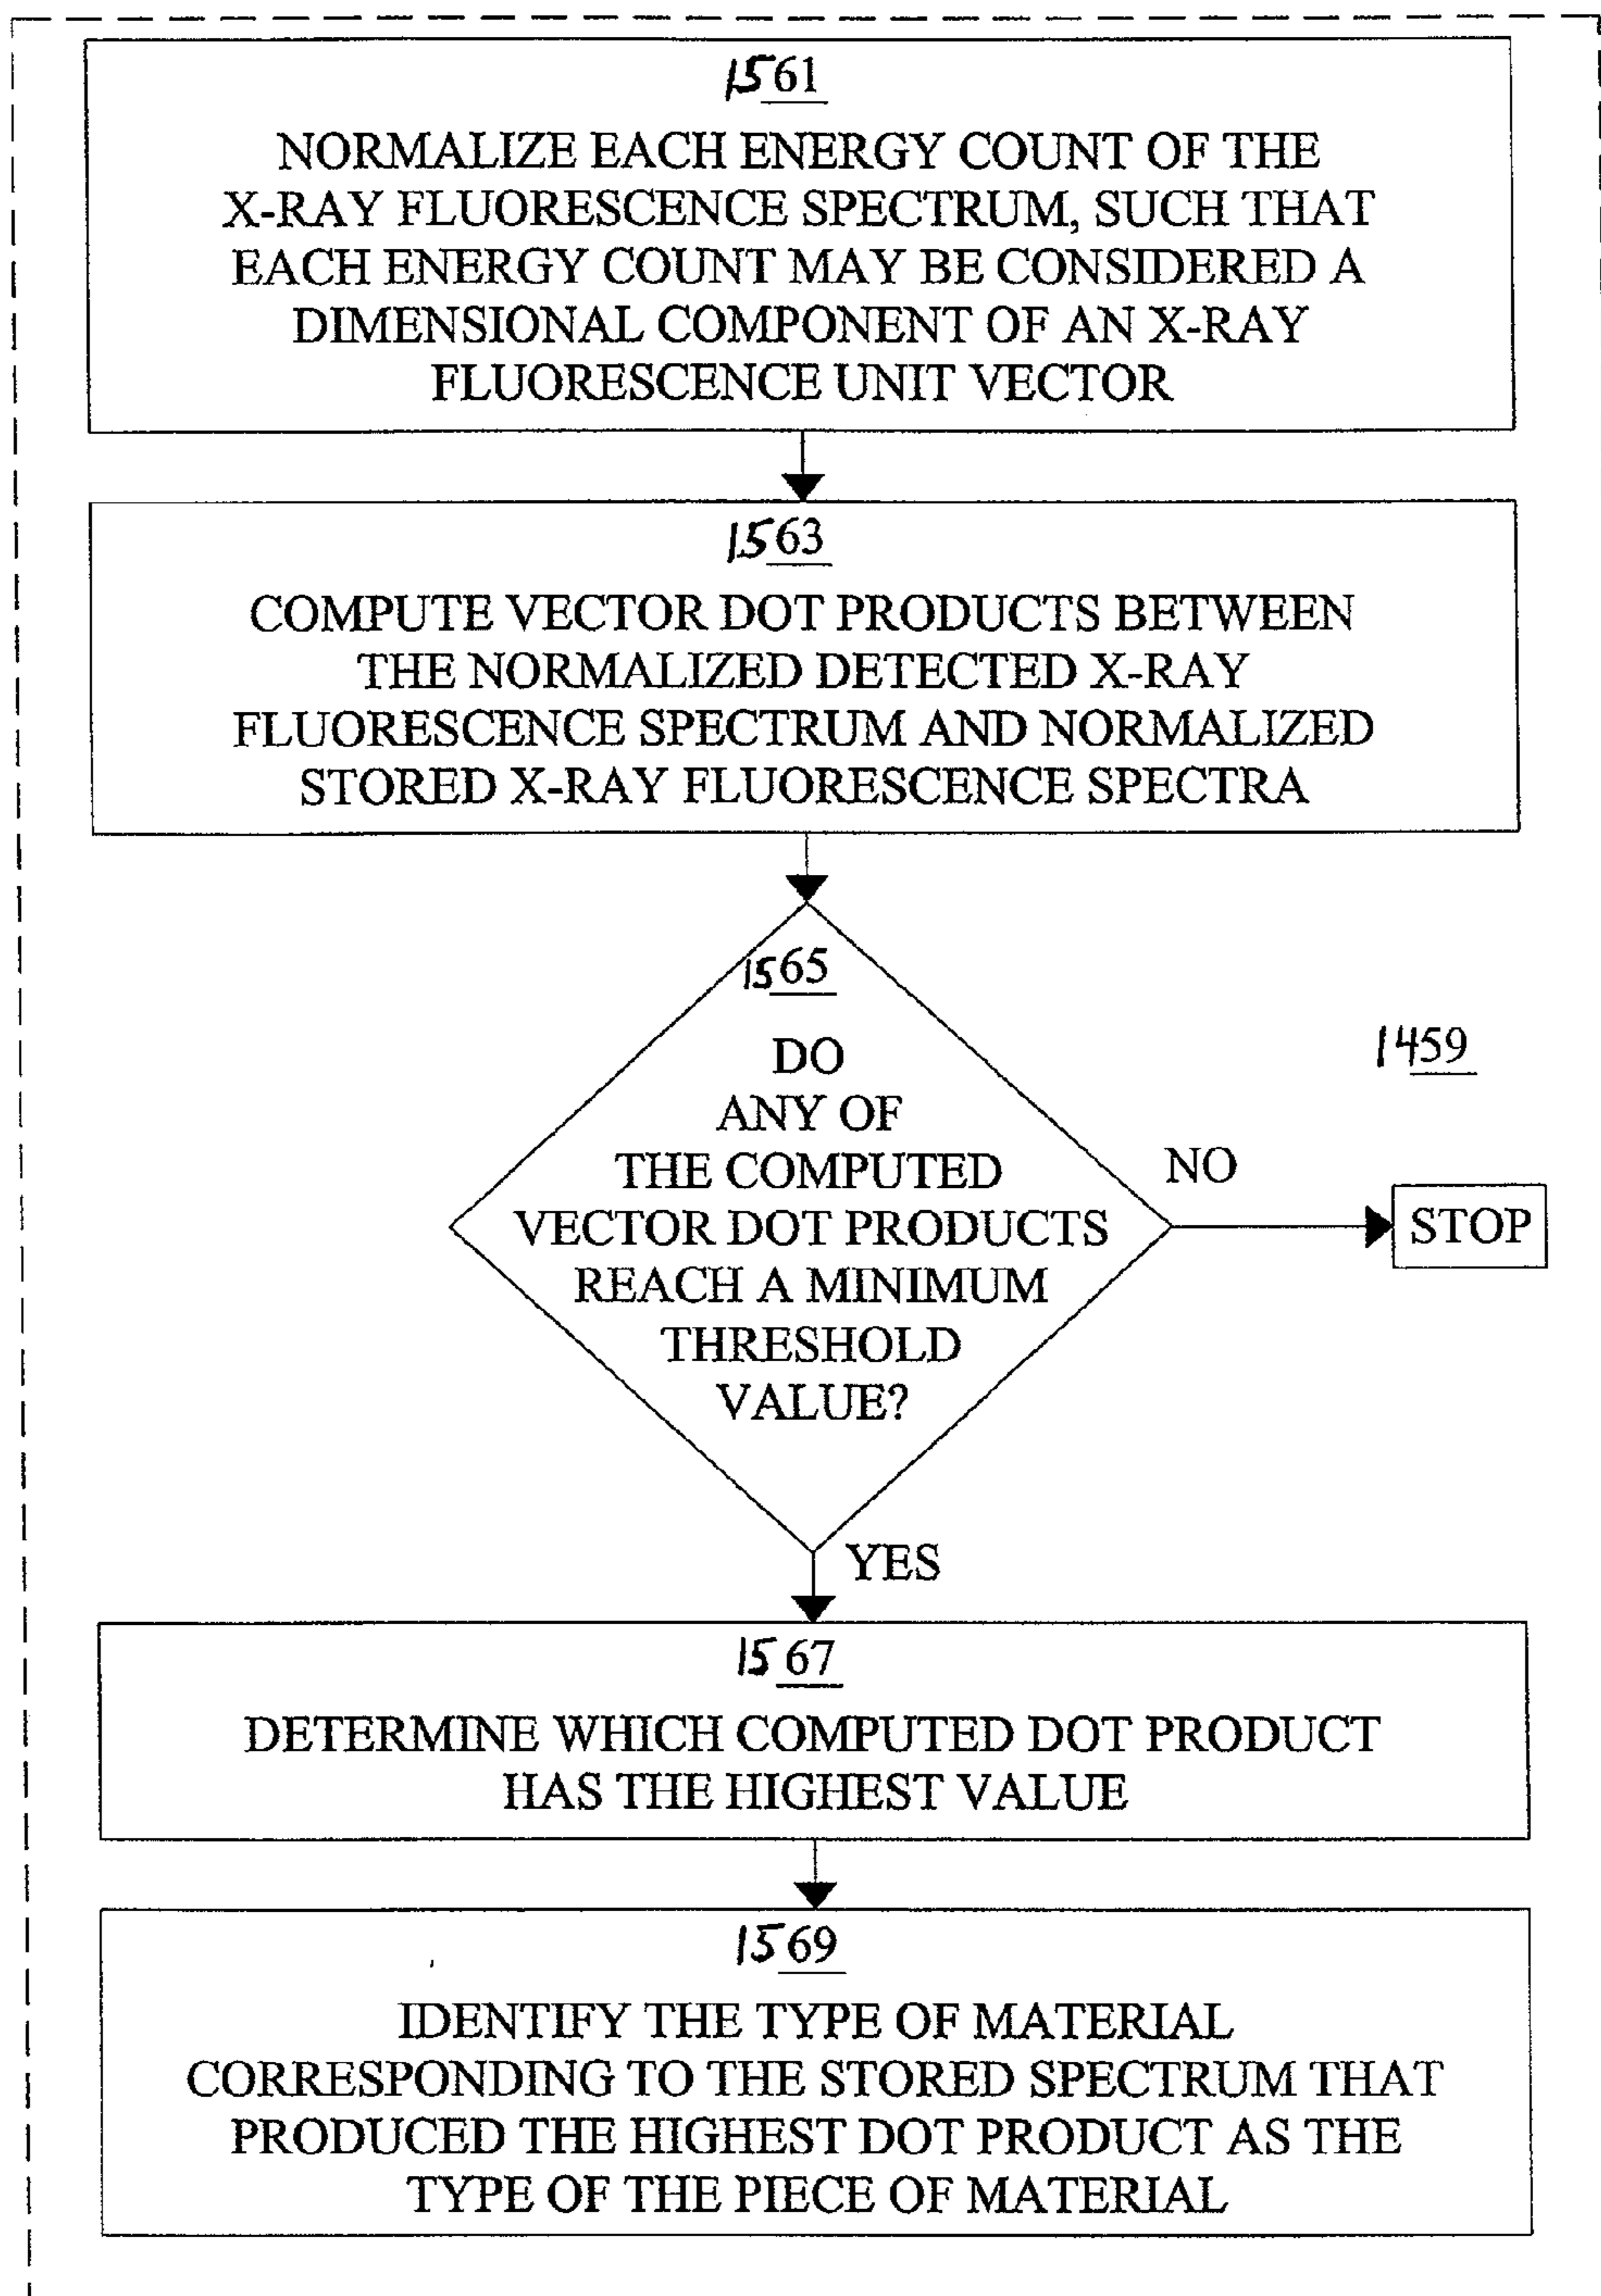 1561
NORMALIZE EACH ENERGY COUNT OF THE
X-RAY FLUORESCENCE SPECTRUM, SUCH THAT
EACH ENERGY COUNT MAY BE CONSIDERED A
DIMENSIONAL COMPONENT OF AN X-RAY
FLUORESCENCE UNIT VECTOR
1563
COMPUTE VECTOR DOT PRODUCTS BETWEEN
THE NORMALIZED DETECTED X-RAY
FLUORESCENCE SPECTRUM AND NORMALIZED
STORED X-RAY FLUORESCENCE SPECTRA
1565
DO
ANY OF
THE COMPUTED
VECTOR DOT PRODUCTS
REACH A MINIMUM
THRESHOLD
VALUE?
1459
NO
STOP
YES
1567
DETERMINE WHICH COMPUTED DOT PRODUCT
HAS THE HIGHEST VALUE
1569
IDENTIFY THE TYPE OF MATERIAL
CORRESPONDING TO THE STORED SPECTRUM THAT
PRODUCED THE HIGHEST DOT PRODUCT AS THE
TYPE OF THE PIECE OF MATERIAL